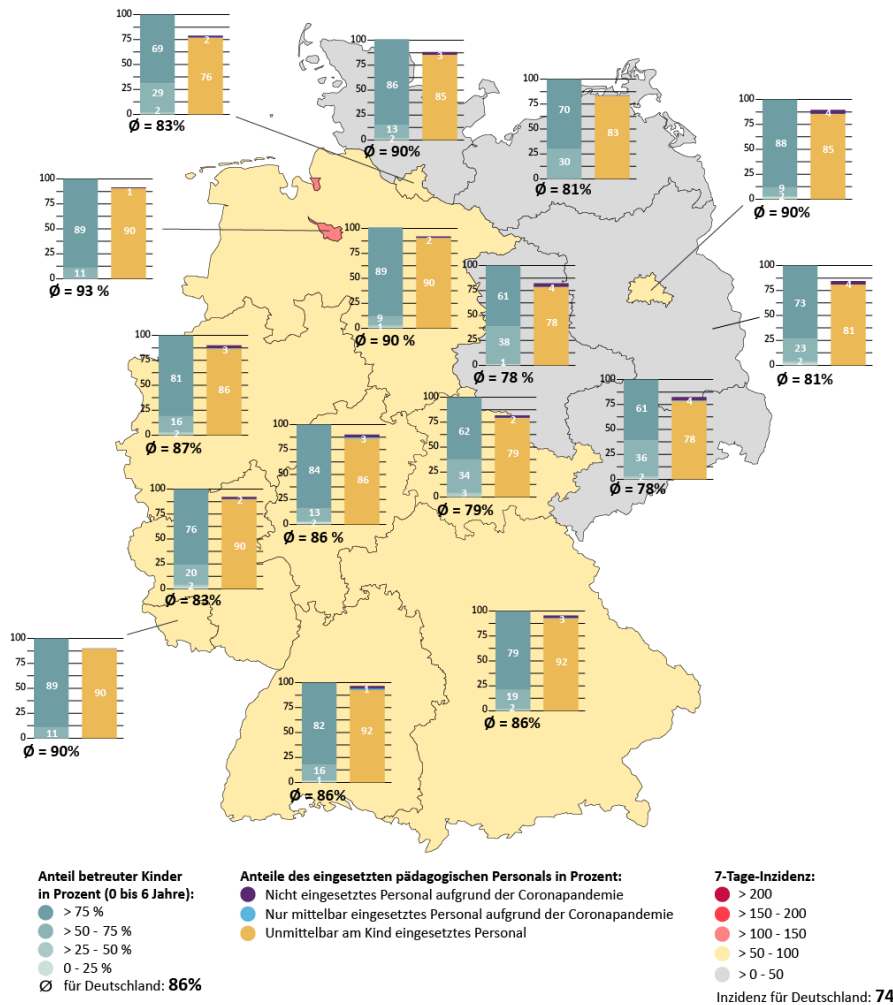 100
75 69 2
50 76
25 29
0 2
Ø = 83%
100
75 86 3
50 85
25 13
0 2
Ø = 90%
100
75 70
50 83
25 30
0
Ø = 81%
100
75 88 4
50 85
25 9
0 2
Ø = 90%
100
75 89 1
50 90
25
0 11
Ø = 93 %
100
75 89 2
50 90
25 9
0 1
Ø = 90 %
100
75 61 4
50 78
25 38
0 1
Ø = 78 %
100
75 73 4
50 81
25 23
0 2
Ø = 81%
100
75 81 3
50 86
25 16
0 2
Ø = 87%
100
75 84 3
50 86
25 13
0 2
Ø = 86 %
100
75 62 2
50 79
25 34
0 3
Ø = 79%
100
75 61 4
50 78
25 36
0 2
Ø = 78%
100
75 76 2
50 90
25 20
0 2
Ø = 83%
100
75 89
50 90
25
0 11
Ø = 90%
100
75 82 1
50 92
25 16
0 1
Ø = 86%
100
75 79 3
50 92
25 19
0 2
Ø = 86%
Anteil betreuter Kinder
in Prozent (0 bis 6 Jahre):
> 75 %
> 50 - 75 %
> 25 - 50 %
0 - 25 %
Ø für Deutschland: 86%
Anteile des eingesetzten pädagogischen Personals in Prozent:
Nicht eingesetztes Personal aufgrund der Coronapandemie
Nur mittelbar eingesetztes Personal aufgrund der Coronapandemie
Unmittelbar am Kind eingesetztes Personal
7-Tage-Inzidenz:
> 200
> 150 - 200
> 100 - 150
> 50 - 100
> 0 - 50
Inzidenz für Deutschland: 74